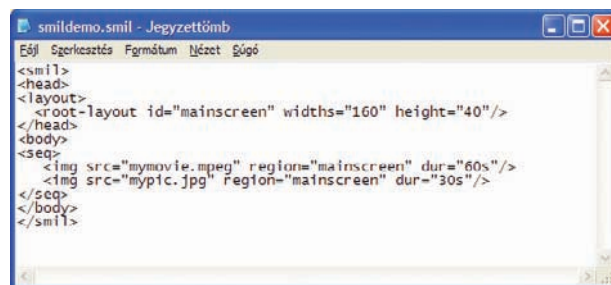 smildemo.smil - Jegyzettömb
Fájl Szerkesztés Formátum Nézet Súgó
<smil>
<head>
<layout>
<root-layout id="mainscreen" widths="160" height="40"/>
</head>
<body>
<seq>
<img src="mymovie.mpeg" region="mainscreen" dur="60s"/>
<img src="mypic.jpg" region="mainscreen" dur="30s"/>
</seq>
</body>
</smil>